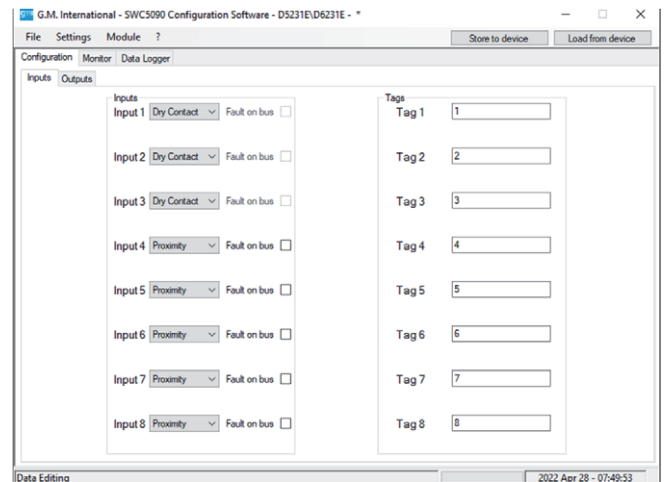 G.M. International - SWC5090 Configuration Software - D5231E\D6231E - *
File Settings Module ? Store to device Load from device
Configuration Monitor Data Logger
Inputs Outputs
Inputs Tags
Input 1 Dry Contact Fault on bus Tag 1 1
Input 2 Dry Contact Fault on bus Tag 2 2
Input 3 Dry Contact Fault on bus Tag 3 3
Input 4 Proximity Fault on bus Tag 4 4
Input 5 Proximity Fault on bus Tag 5 5
Input 6 Proximity Fault on bus Tag 6 6
Input 7 Proximity Fault on bus Tag 7 7
Input 8 Proximity Fault on bus Tag 8 8
Data Editing 2022 Apr 28 - 07:49:53